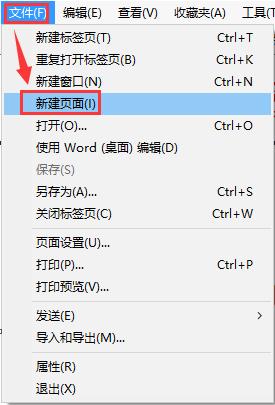 文件(F) 编辑(E) 查看(V) 收藏夹(A) 工具
新建标签页(T) Ctrl+T
重复打开标签页(B) Ctrl+K
新建窗口(N) Ctrl+N
新建页面(I)
打开(O)... Ctrl+O
使用 Word (桌面) 编辑(D)
保存(S)
另存为(A)... Ctrl+S
关闭标签页(C) Ctrl+W
页面设置(U)...
打印(P)... Ctrl+P
打印预览(V)...
发送(E)
导入和导出(M)...
属性(R)
退出(X)